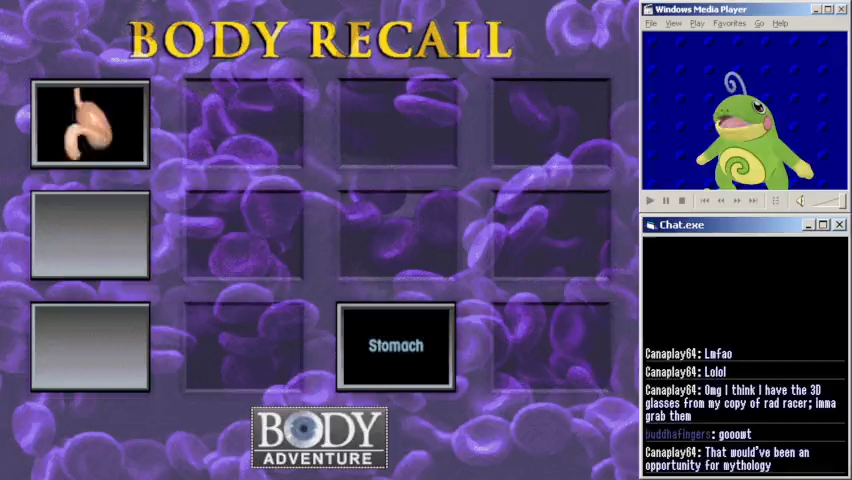 BODY RECALL
Windows Media Player
File View Play Favorites Go Help
Stomach
BODY
ADVENTURE
Chat.exe
Canaplay64: Lmfao
Canaplay64: Lolol
Canaplay64: Omg I think I have the 3D
glasses from my copy of rad racer; imma
grab them
buddhafingers: gooowt
Canaplay64: That would've been an
opportunity for mythology